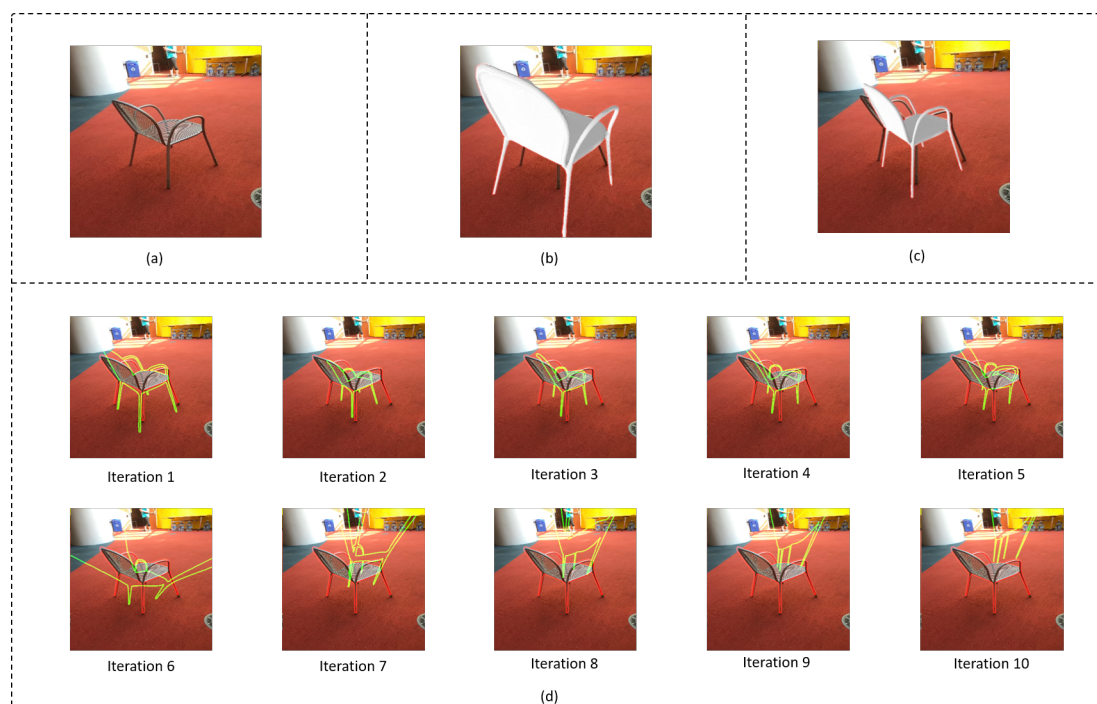 (a)
(b)
(c)
Iteration 1
Iteration 2
Iteration 3
Iteration 4
Iteration 5
Iteration 6
Iteration 7
Iteration 8
Iteration 9
Iteration 10
(d)